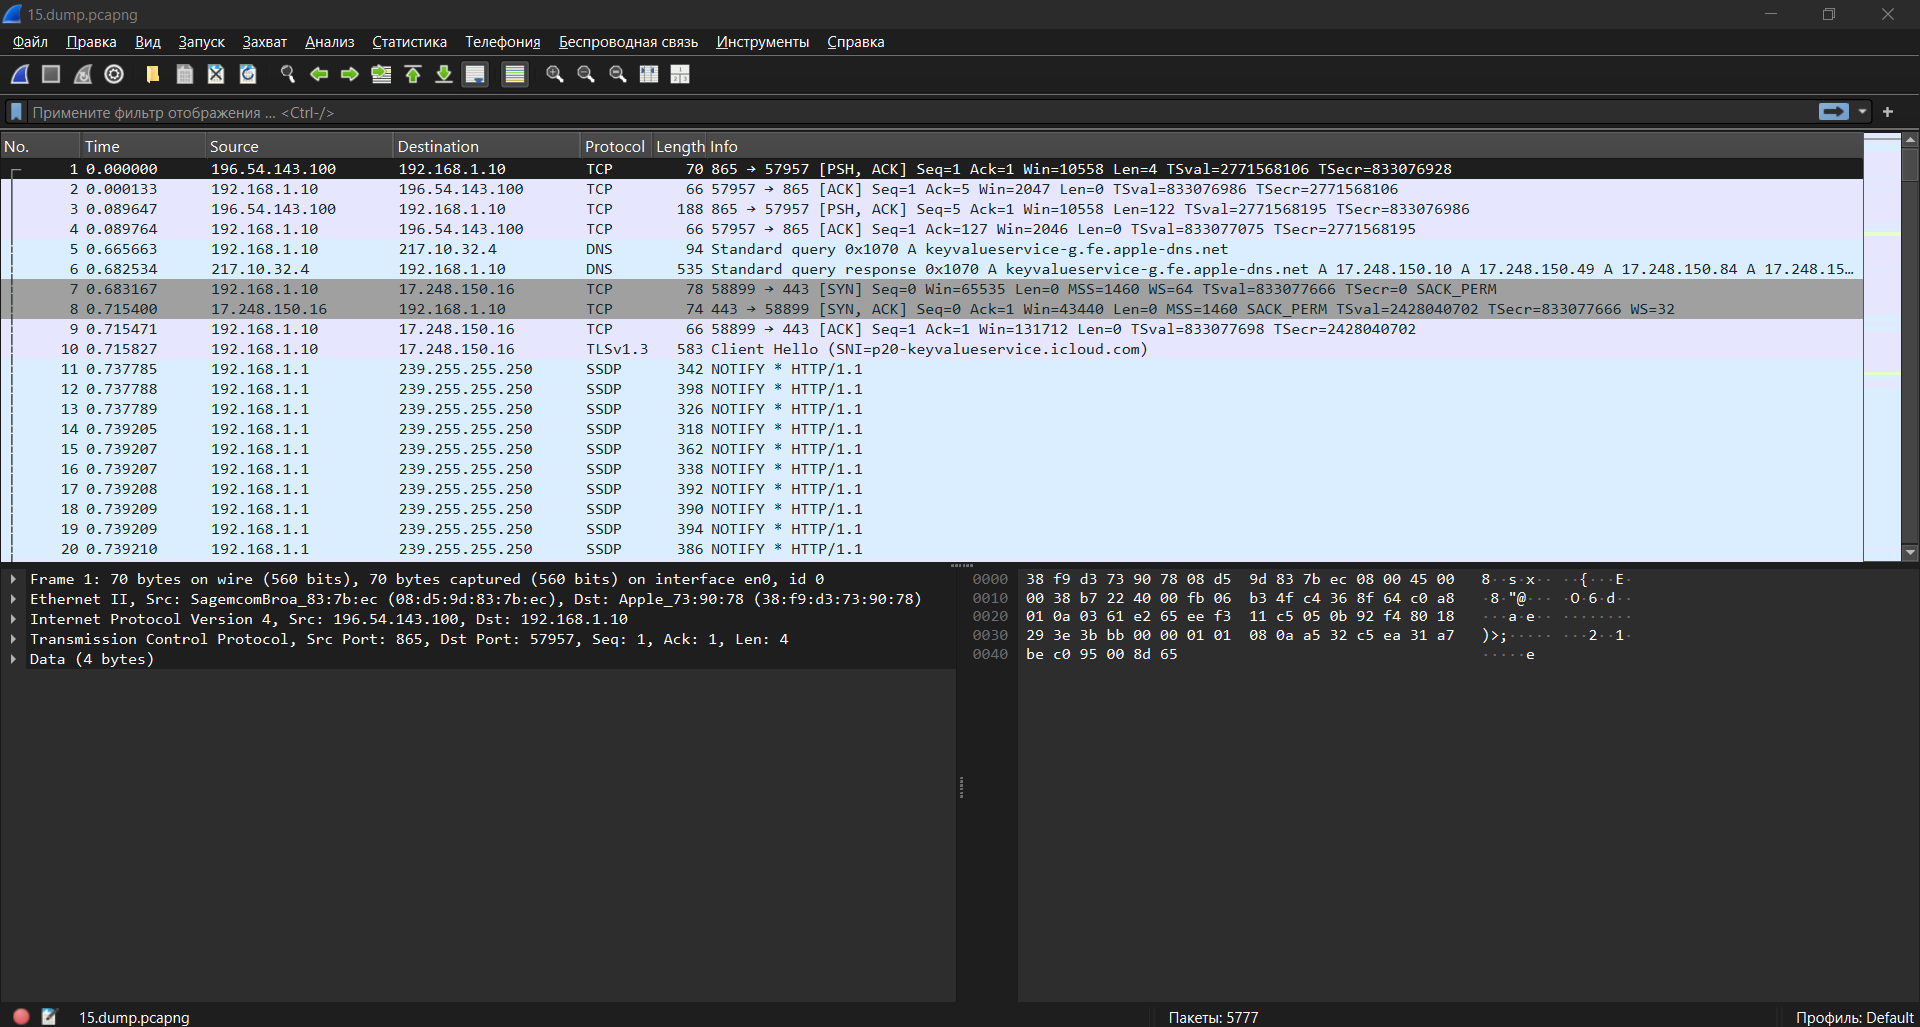 15.dump.pcapng
Файл Правка Вид Запуск Захват Анализ Статистика Телефония Беспроводная связь Инструменты Справка
Примените фильтр отображения ... <Ctrl-/>
No. Time Source Destination Protocol Length Info
1 0.000000 196.54.143.100 192.168.1.10 TCP 70 865 → 57957 [PSH, ACK] Seq=1 Ack=1 Win=10558 Len=4 TSval=2771568106 TSecr=833076928
2 0.000133 192.168.1.10 196.54.143.100 TCP 66 57957 → 865 [ACK] Seq=1 Ack=5 Win=2047 Len=0 TSval=833076986 TSecr=2771568106
3 0.089647 196.54.143.100 192.168.1.10 TCP 188 865 → 57957 [PSH, ACK] Seq=5 Ack=1 Win=10558 Len=122 TSval=2771568195 TSecr=833076986
4 0.089764 192.168.1.10 196.54.143.100 TCP 66 57957 → 865 [ACK] Seq=1 Ack=127 Win=2046 Len=0 TSval=833077075 TSecr=2771568195
5 0.665663 192.168.1.10 217.10.32.4 DNS 94 Standard query 0x1070 A keyvalueservice-g.fe.apple-dns.net
6 0.682534 217.10.32.4 192.168.1.10 DNS 535 Standard query response 0x1070 A keyvalueservice-g.fe.apple-dns.net A 17.248.150.10 A 17.248.150.49 A 17.248.150.84 A 17.248.15…
7 0.683167 192.168.1.10 17.248.150.16 TCP 78 58899 → 443 [SYN] Seq=0 Win=65535 Len=0 MSS=1460 WS=64 TSval=833077666 TSecr=0 SACK_PERM
8 0.715400 17.248.150.16 192.168.1.10 TCP 74 443 → 58899 [SYN, ACK] Seq=0 Ack=1 Win=43440 Len=0 MSS=1460 SACK_PERM TSval=2428040702 TSecr=833077666 WS=32
9 0.715471 192.168.1.10 17.248.150.16 TCP 66 58899 → 443 [ACK] Seq=1 Ack=1 Win=131712 Len=0 TSval=833077698 TSecr=2428040702
10 0.715827 192.168.1.10 17.248.150.16 TLSv1.3 583 Client Hello (SNI=p20-keyvalueservice.icloud.com)
11 0.737785 192.168.1.1 239.255.255.250 SSDP 342 NOTIFY * HTTP/1.1
12 0.737788 192.168.1.1 239.255.255.250 SSDP 398 NOTIFY * HTTP/1.1
13 0.737789 192.168.1.1 239.255.255.250 SSDP 326 NOTIFY * HTTP/1.1
14 0.739205 192.168.1.1 239.255.255.250 SSDP 318 NOTIFY * HTTP/1.1
15 0.739207 192.168.1.1 239.255.255.250 SSDP 362 NOTIFY * HTTP/1.1
16 0.739207 192.168.1.1 239.255.255.250 SSDP 338 NOTIFY * HTTP/1.1
17 0.739208 192.168.1.1 239.255.255.250 SSDP 392 NOTIFY * HTTP/1.1
18 0.739209 192.168.1.1 239.255.255.250 SSDP 390 NOTIFY * HTTP/1.1
19 0.739209 192.168.1.1 239.255.255.250 SSDP 394 NOTIFY * HTTP/1.1
20 0.739210 192.168.1.1 239.255.255.250 SSDP 386 NOTIFY * HTTP/1.1
Frame 1: 70 bytes on wire (560 bits), 70 bytes captured (560 bits) on interface en0, id 0
Ethernet II, Src: SagemcomBroa_83:7b:ec (08:d5:9d:83:7b:ec), Dst: Apple_73:90:78 (38:f9:d3:73:90:78)
Internet Protocol Version 4, Src: 196.54.143.100, Dst: 192.168.1.10
Transmission Control Protocol, Src Port: 865, Dst Port: 57957, Seq: 1, Ack: 1, Len: 4
Data (4 bytes)
0000 38 f9 d3 73 90 78 08 d5 9d 83 7b ec 08 00 45 00 8··s·x·· ··{···E·
0010 00 38 b7 22 40 00 fb 06 b3 4f c4 36 8f 64 c0 a8 ·8·"@··· ·O·6·d··
0020 01 0a 03 61 e2 65 ee f3 11 c5 05 0b 92 f4 80 18 ···a·e·· ········
0030 29 3e 3b bb 00 00 01 01 08 0a a5 32 c5 ea 31 a7 )>;····· ···2··1·
0040 be c0 95 00 8d 65 ·····e
15.dump.pcapng
Пакеты: 5777
Профиль: Default